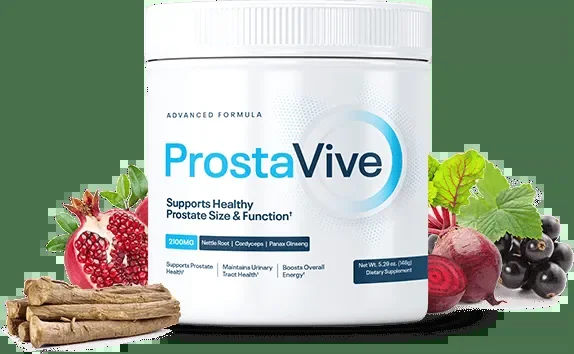 ADVANCED FORMULA
ProstaVive
Supports Healthy
Prostate Size & Function†
2100MG Nettle Root | Cordyceps | Panax Ginseng
Supports Prostate Health† | Maintains Urinary Tract Health† | Boosts Overall Energy†
Net Wt. 5.29 oz. (148g)
Dietary Supplement